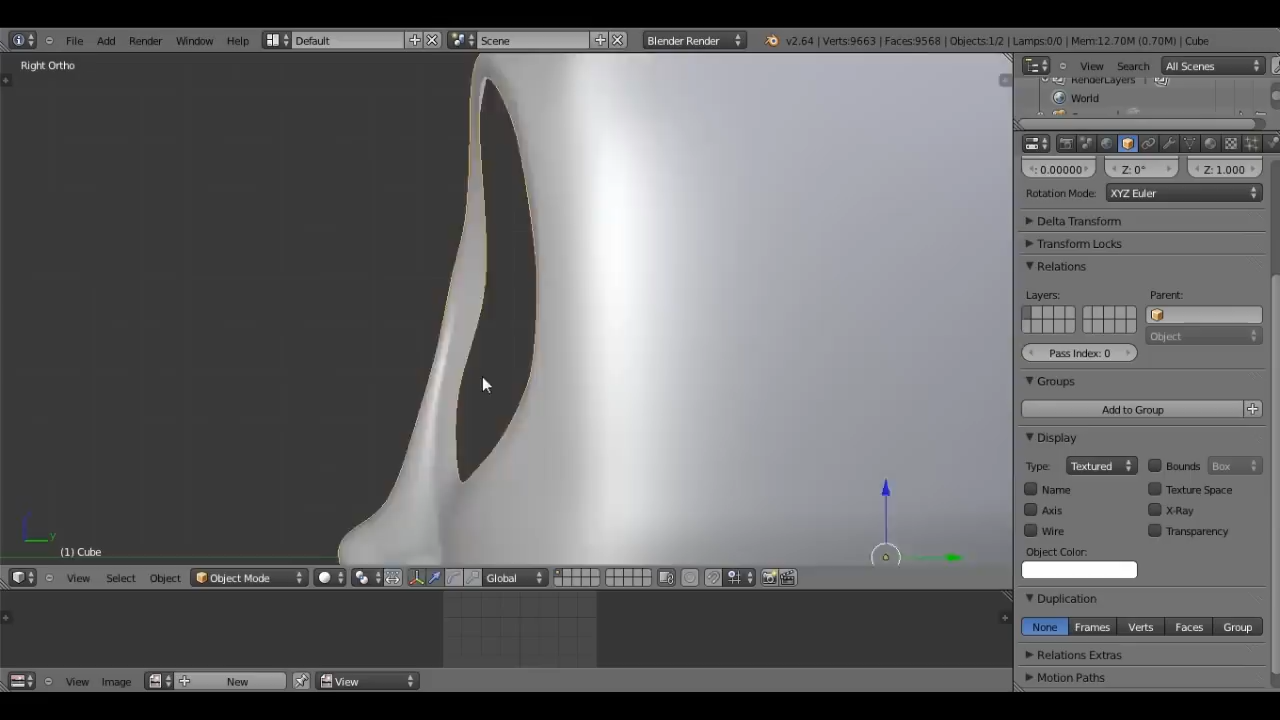 File Add Render Window Help Default Scene Blender Render v2.64 | Verts:9663 | Faces:9568 | Objects:1/2 | Lamps:0/0 | Mem:12.70M (0.70M) | Cube
Right Ortho
View Search All Scenes
RenderLayers
World
: 0.00000 Z: 0° Z: 1.000
Rotation Mode: XYZ Euler
Delta Transform
Transform Locks
Relations
Layers: Parent:
Object
Pass Index: 0
Groups
Add to Group
Display
Type: Textured Bounds Box
Name Texture Space
Axis X-Ray
Wire Transparency
Object Color:
Duplication
None Frames Verts Faces Group
Relations Extras
Motion Paths
y
(1) Cube
View Select Object Object Mode Global
View Image New View